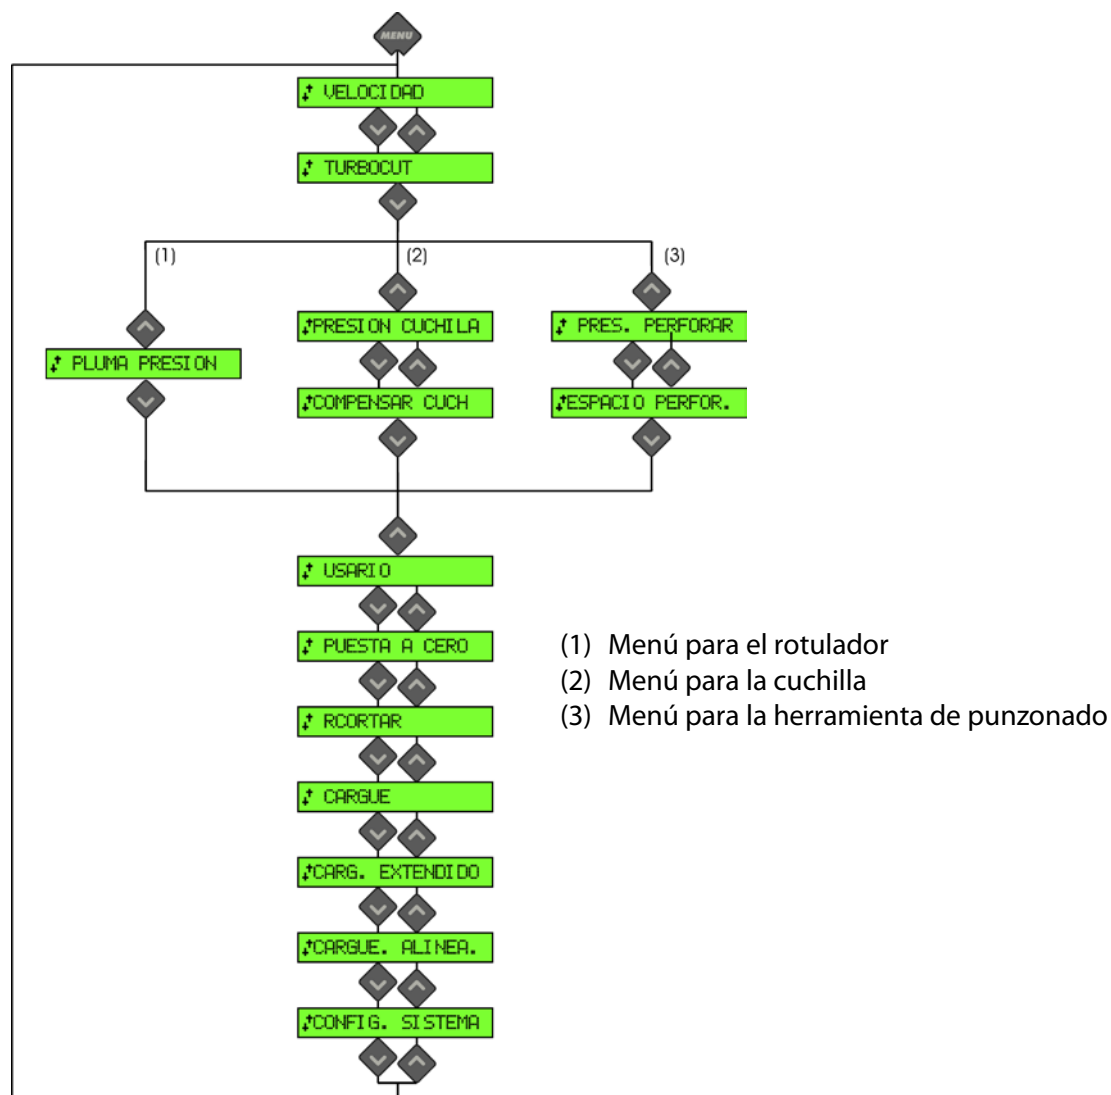 MENU
VELOCIDAD
TURBOCUT
(1)
(2)
(3)
PRESION CUCHILA
PRES. PERFORAR
PLUMA PRESION
COMPENSAR CUCH
ESPACIO PERFOR.
USARIO
PUESTA A CERO
RCORTAR
CARGUE
CARG. EXTENDIDO
CARGUE. ALINEA.
CONFIG. SISTEMA
(1) Menú para el rotulador
(2) Menú para la cuchilla
(3) Menú para la herramienta de punzonado